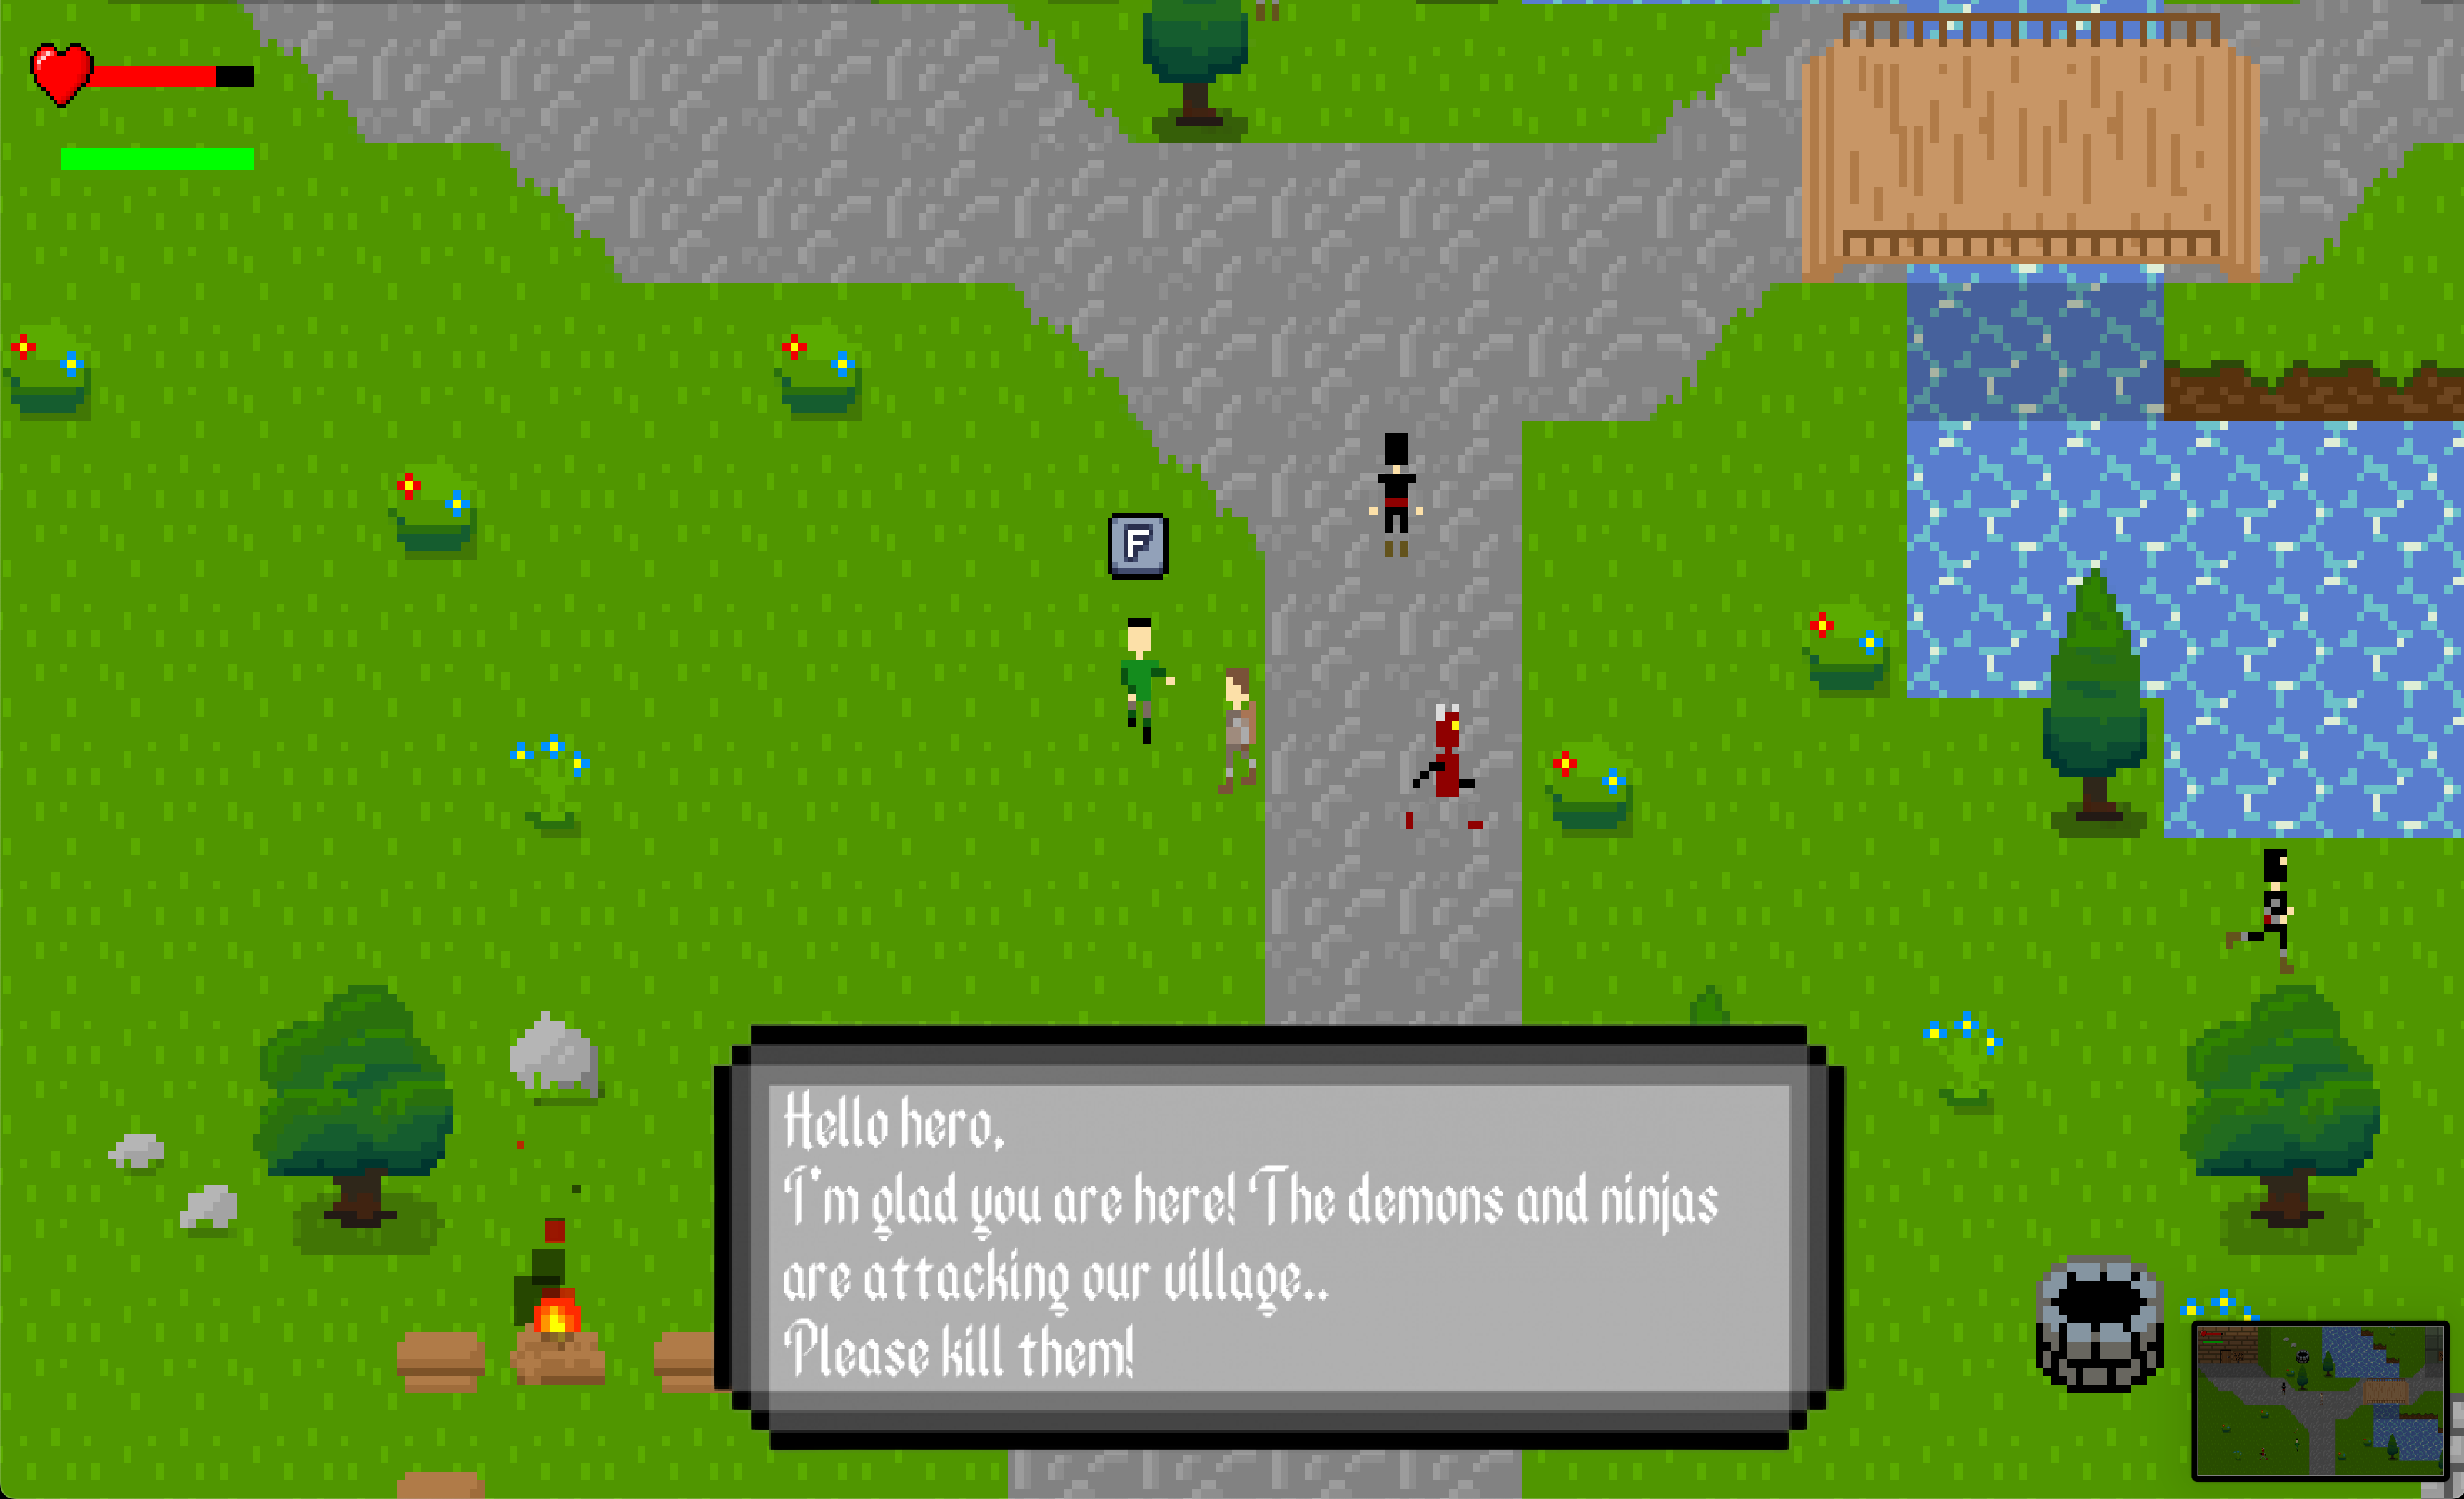 F
Hello hero,
I'm glad you are here! The demons and ninjas
are attacking our village..
Please kill them!